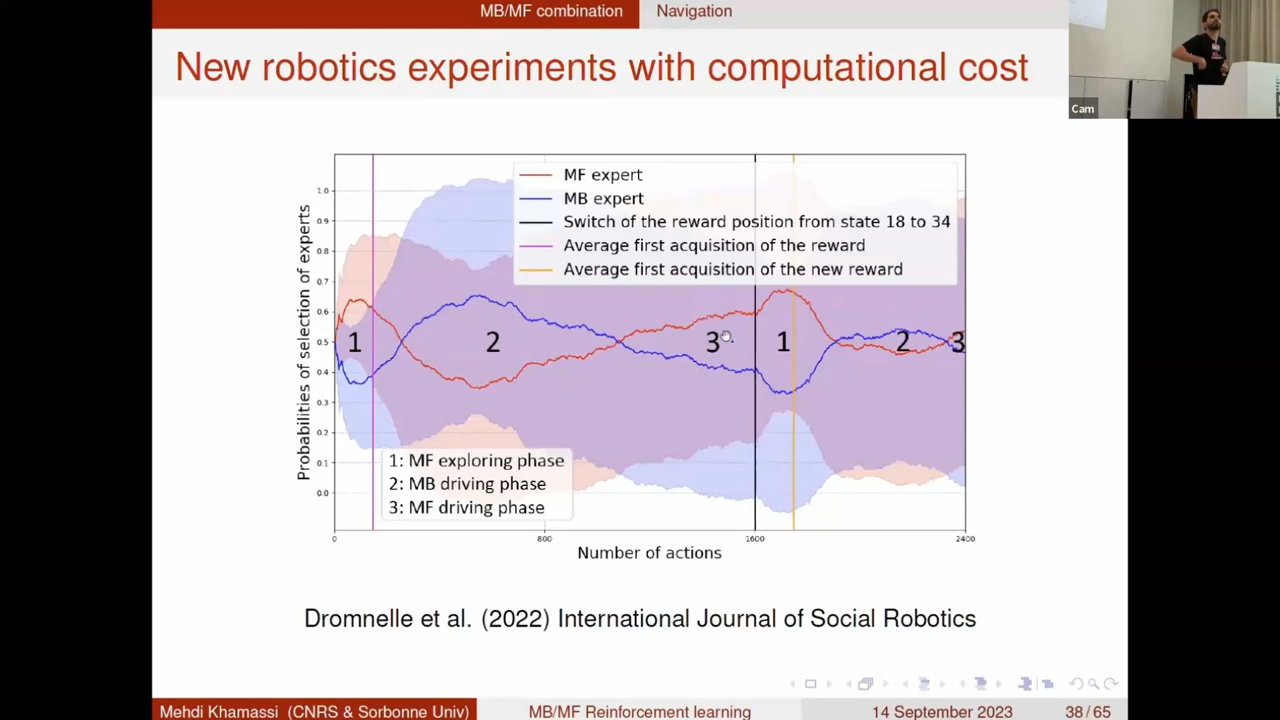 MB/MF combination
Navigation
New robotics experiments with computational cost
Cam
MF expert
MB expert
Switch of the reward position from state 18 to 34
Average first acquisition of the reward
Average first acquisition of the new reward
Probabilities of selection of experts
1.0
0.9
0.8
0.7
0.6
0.5
0.4
0.3
0.2
0.1
0.0
1
2
3
1
2
3
1: MF exploring phase
2: MB driving phase
3: MF driving phase
0
800
1600
2400
Number of actions
Dromnelle et al. (2022) International Journal of Social Robotics
Mehdi Khamassi (CNRS & Sorbonne Univ)
MB/MF Reinforcement learning
14 September 2023
38 / 65